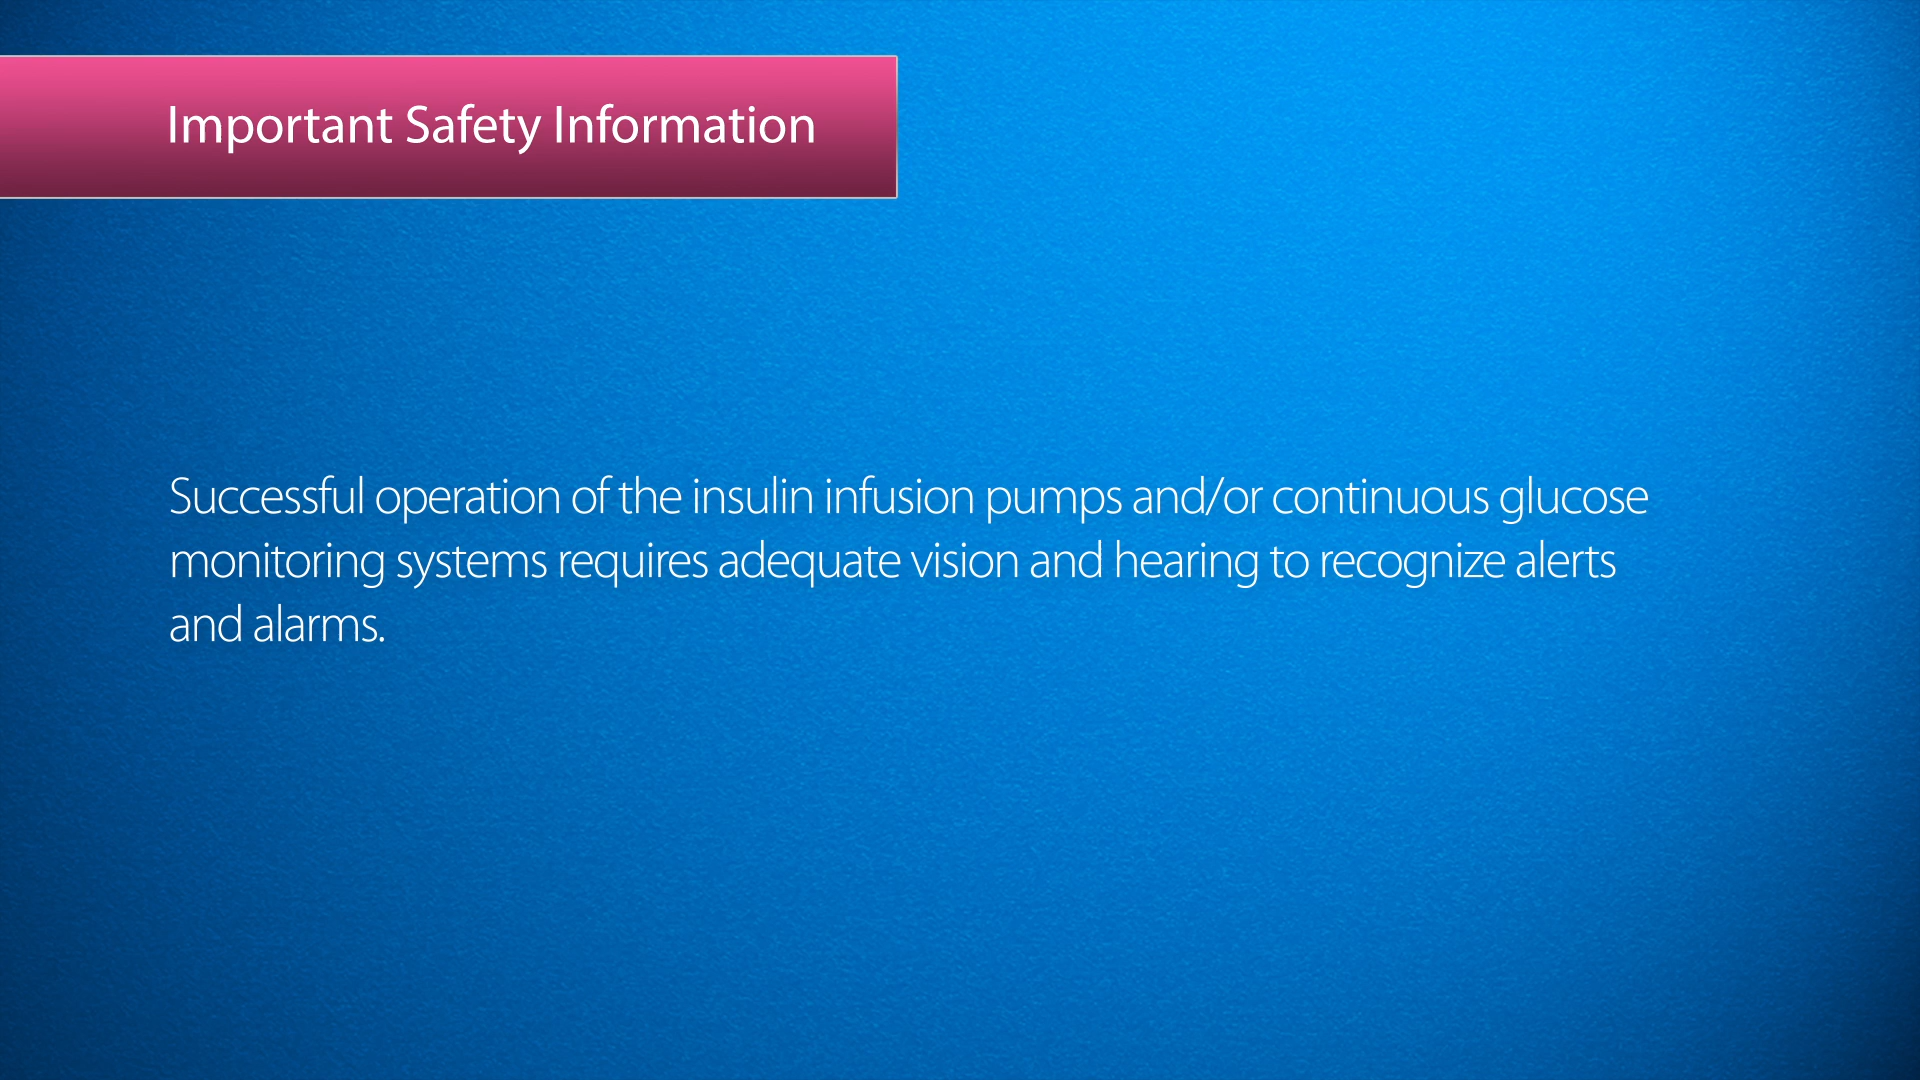 Important Safety Information
Successful operation of the insulin infusion pumps and/or continuous glucose
monitoring systems requires adequate vision and hearing to recognize alerts
and alarms.